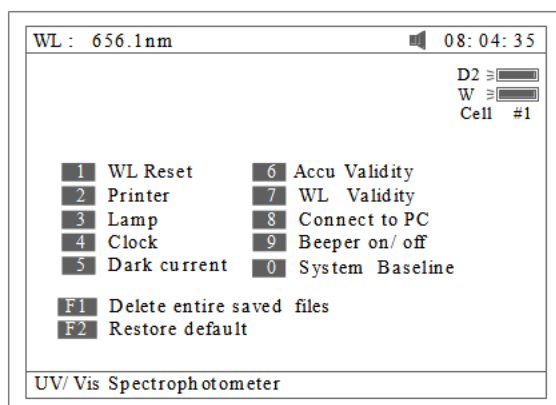 WL: 656.1nm 08:04:35
D2
W
Cell #1
1 WL Reset 6 Accu Validity
2 Printer 7 WL Validity
3 Lamp 8 Connect to PC
4 Clock 9 Beeper on/off
5 Dark current 0 System Baseline
F1 Delete entire saved files
F2 Restore default
UV/Vis Spectrophotometer